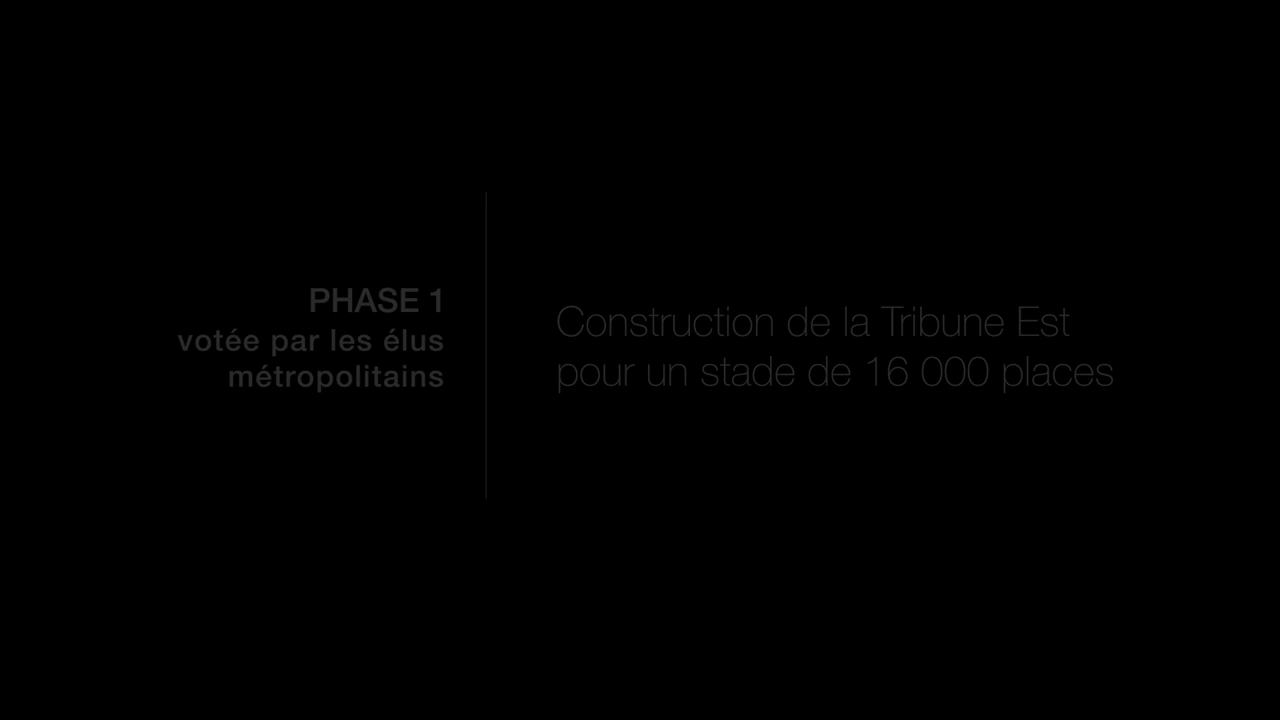 PHASE 1
votée par les élus
métropolitains
Construction de la Tribune Est
pour un stade de 16 000 places